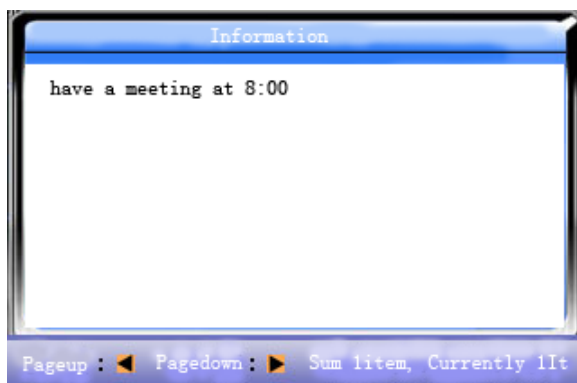 Information
have a meeting at 8:00
Pageup : ◀ Pagedown : ▶ Sum 1item, Currently 1It